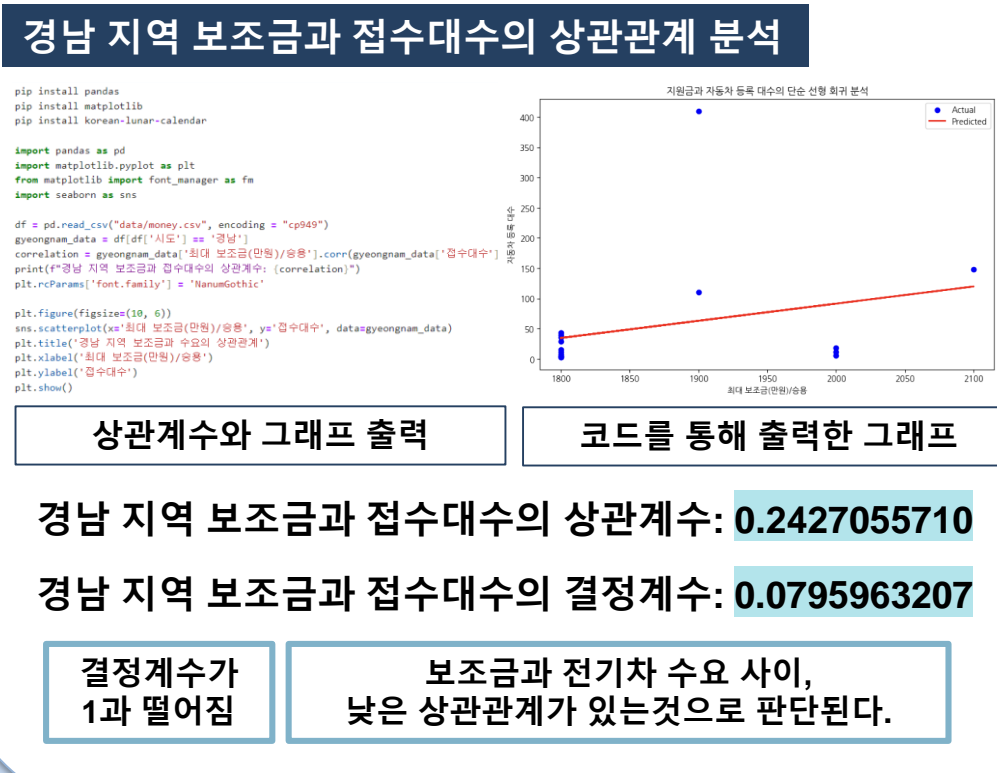 경남 지역 보조금과 접수대수의 상관관계 분석
pip install pandas
pip install matplotlib
pip install korean-lunar-calendar
import pandas as pd
import matplotlib.pyplot as plt
from matplotlib import font_manager as fm
import seaborn as sns
df = pd.read_csv("data/money.csv", encoding = "cp949")
gyeongnam_data = df[df['시도'] == '경남']
correlation = gyeongnam_data['최대 보조금(만원)/승용'].corr(gyeongnam_data['접수대수']
print(f"경남 지역 보조금과 접수대수의 상관계수: {correlation}")
plt.rcParams['font.family'] = 'NanumGothic'
plt.figure(figsize=(10, 6))
sns.scatterplot(x='최대 보조금(만원)/승용', y='접수대수', data=gyeongnam_data)
plt.title('경남 지역 보조금과 수요의 상관관계')
plt.xlabel('최대 보조금(만원)/승용')
plt.ylabel('접수대수')
plt.show()
지원금과 자동차 등록 대수의 단순 선형 회귀 분석
Actual
Predicted
자동차 등록 대수
400
350
300
250
200
150
100
50
0
1800 1850 1900 1950 2000 2050 2100
최대 보조금(만원)/승용
상관계수와 그래프 출력
코드를 통해 출력한 그래프
경남 지역 보조금과 접수대수의 상관계수: 0.2427055710
경남 지역 보조금과 접수대수의 결정계수: 0.0795963207
결정계수가
1과 떨어짐
보조금과 전기차 수요 사이,
낮은 상관관계가 있는것으로 판단된다.